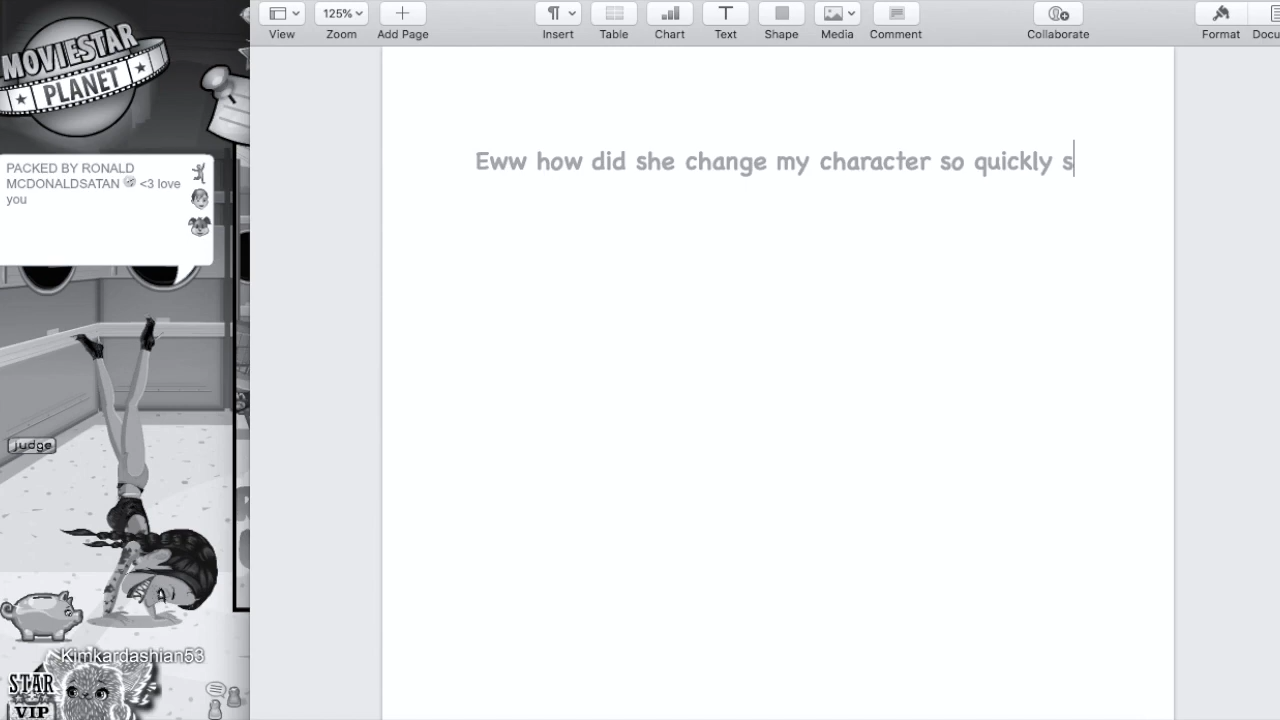 MOVIESTAR
PLANET
PACKED BY RONALD
MCDONALDSATAN <3 love
you
judge
Kimkardashian53
STAR
VIP
View
125%
Zoom
Add Page
Insert
Table
Chart
Text
Shape
Media
Comment
Collaborate
Format
Docu
Eww how did she change my character so quickly s